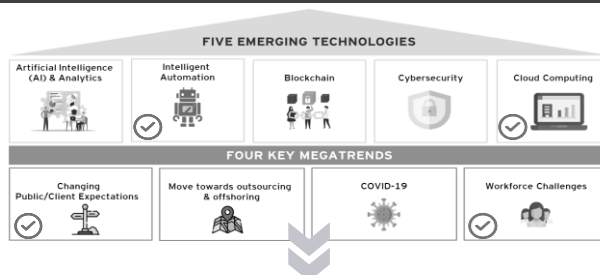 FIVE EMERGING TECHNOLOGIES
Artificial Intelligence
(AI) & Analytics
Intelligent
Automation
Blockchain
Cybersecurity
Cloud Computing
FOUR KEY MEGATRENDS
Changing
Public/Client Expectations
Move towards outsourcing
& offshoring
COVID-19
Workforce Challenges